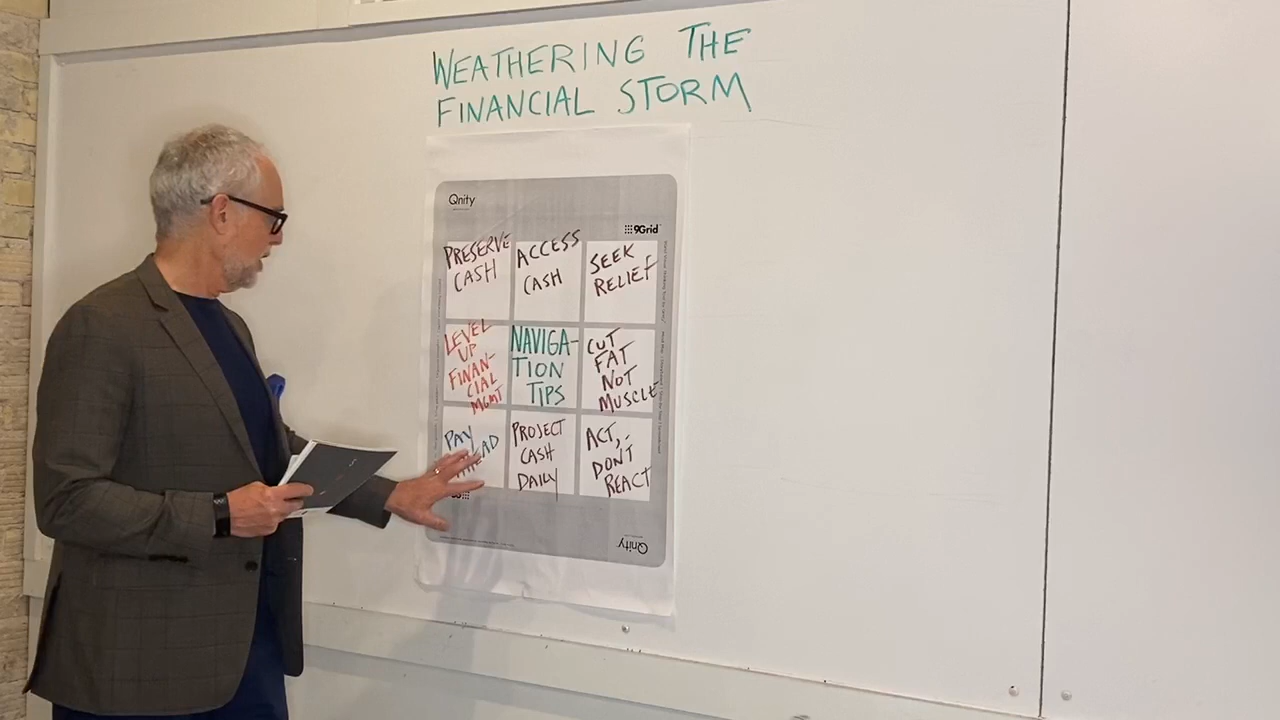 WEATHERING THE
FINANCIAL STORM
Qnity
9Grid
PRESERVE
CASH
ACCESS
CASH
SEEK
RELIEF
LEVEL
UP
FINAN-
CIAL
MGMT
NAVIGA-
TION
TIPS
CUT
FAT
NOT
MUSCLE
PAY
PROJECT
CASH
DAILY
ACT,
DON'T
REACT
Qnity